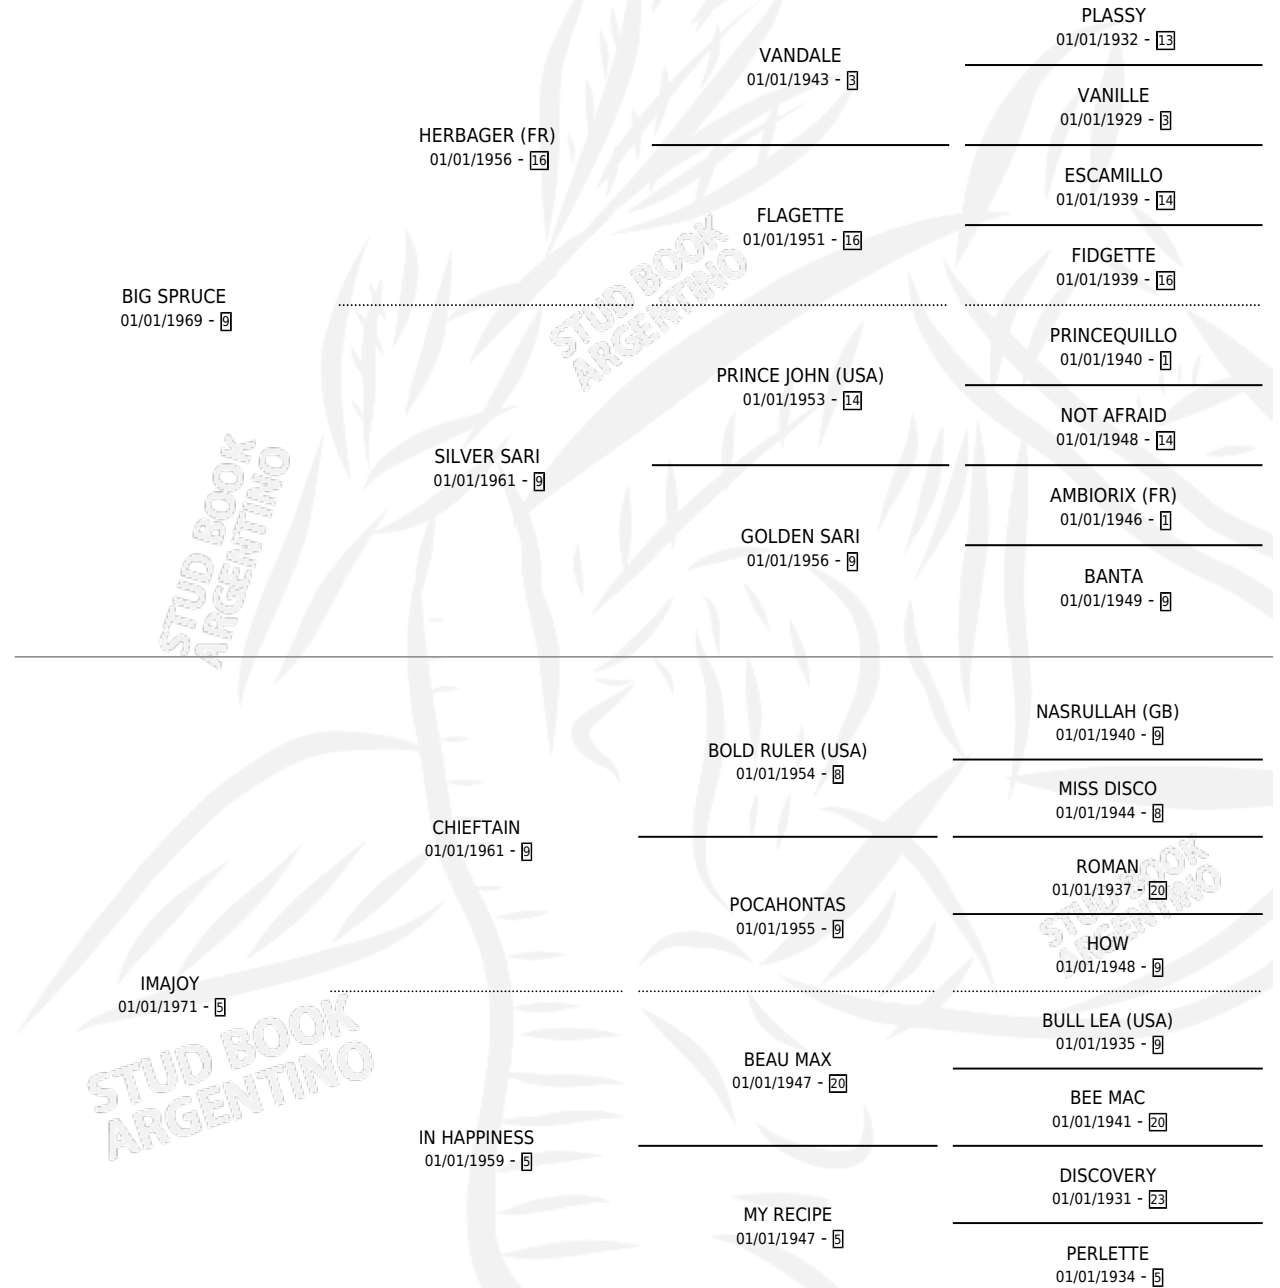 PLASSY
01/01/1932 - 13
VANDALE
01/01/1943 - 3
VANILLE
01/01/1929 - 3
HERBAGER (FR)
01/01/1956 - 16
ESCAMILLO
01/01/1939 - 14
FLAGETTE
01/01/1951 - 16
FIDGETTE
01/01/1939 - 16
BIG SPRUCE
01/01/1969 - 9
STUD BOOK
ARGENTINO
PRINCEQUILLO
01/01/1940 - 1
PRINCE JOHN (USA)
01/01/1953 - 14
NOT AFRAID
01/01/1948 - 14
SILVER SARI
01/01/1961 - 9
AMBIORIX (FR)
01/01/1946 - 1
GOLDEN SARI
01/01/1956 - 9
BANTA
01/01/1949 - 9
STUD BOOK
ARGENTINO
NASRULLAH (GB)
01/01/1940 - 9
BOLD RULER (USA)
01/01/1954 - 8
MISS DISCO
01/01/1944 - 8
CHIEFTAIN
01/01/1961 - 9
ROMAN
01/01/1937 - 20
POCAHONTAS
01/01/1955 - 9
HOW
01/01/1948 - 9
STUD BOOK
ARGENTINO
IMAJOY
01/01/1971 - 5
BULL LEA (USA)
01/01/1935 - 9
BEAU MAX
01/01/1947 - 20
BEE MAC
01/01/1941 - 20
STUD BOOK
ARGENTINO
IN HAPPINESS
01/01/1959 - 5
DISCOVERY
01/01/1931 - 23
MY RECIPE
01/01/1947 - 5
PERLETTE
01/01/1934 - 5